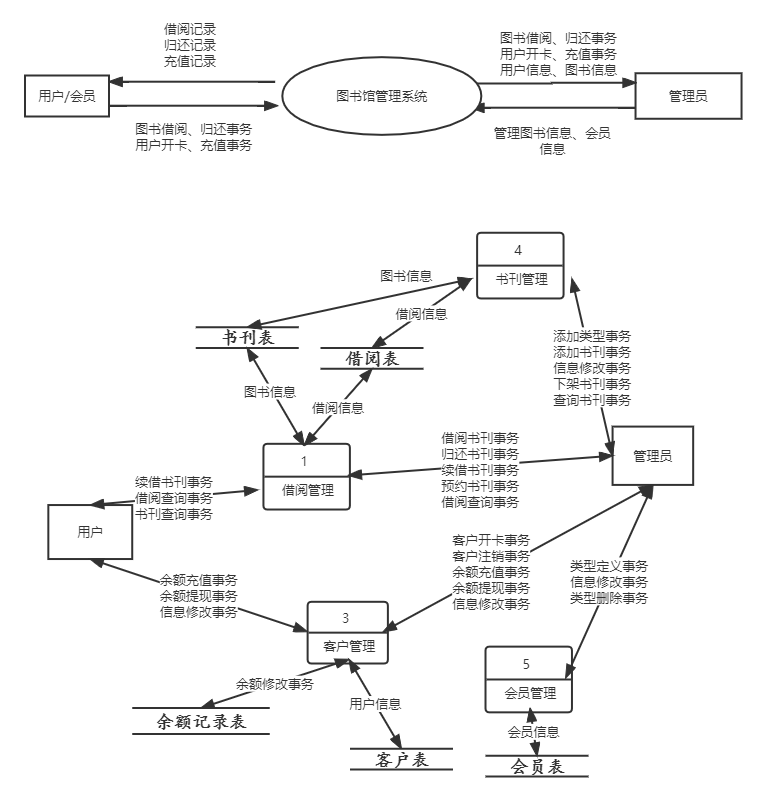 借阅记录
归还记录
充值记录
图书借阅、归还事务
用户开卡、充值事务
用户信息、图书信息
用户/会员
图书馆管理系统
管理员
图书借阅、归还事务
用户开卡、充值事务
管理图书信息、会员
信息
4
书刊管理
图书信息
借阅信息
书刊表
借阅表
添加类型事务
添加书刊事务
信息修改事务
下架书刊事务
查询书刊事务
图书信息
借阅信息
1
借阅管理
借阅书刊事务
归还书刊事务
续借书刊事务
预约书刊事务
借阅查询事务
管理员
续借书刊事务
借阅查询事务
书刊查询事务
用户
客户开卡事务
客户注销事务
余额充值事务
余额提现事务
信息修改事务
类型定义事务
信息修改事务
类型删除事务
余额充值事务
余额提现事务
信息修改事务
3
客户管理
5
会员管理
余额修改事务
用户信息
余额记录表
客户表
会员信息
会员表